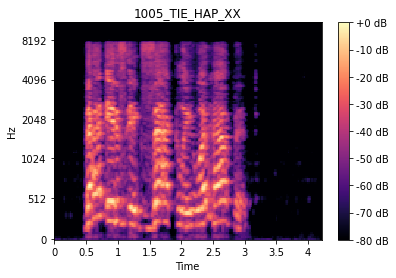 1005_TIE_HAP_XX
+0 dB
8192
-10 dB
4096
-20 dB
-30 dB
2048
Hz
-40 dB
1024
-50 dB
512
-60 dB
-70 dB
0
-80 dB
0 0.5 1 1.5 2 2.5 3 3.5 4
Time